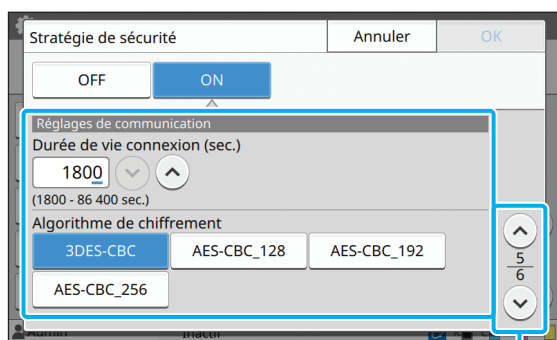 Stratégie de sécurité Annuler OK
OFF ON
Réglages de communication
Durée de vie connexion (sec.)
1800
(1800 - 86 400 sec.)
Algorithme de chiffrement
3DES-CBC AES-CBC_128 AES-CBC_192
5
6
AES-CBC_256
Admin Inactif